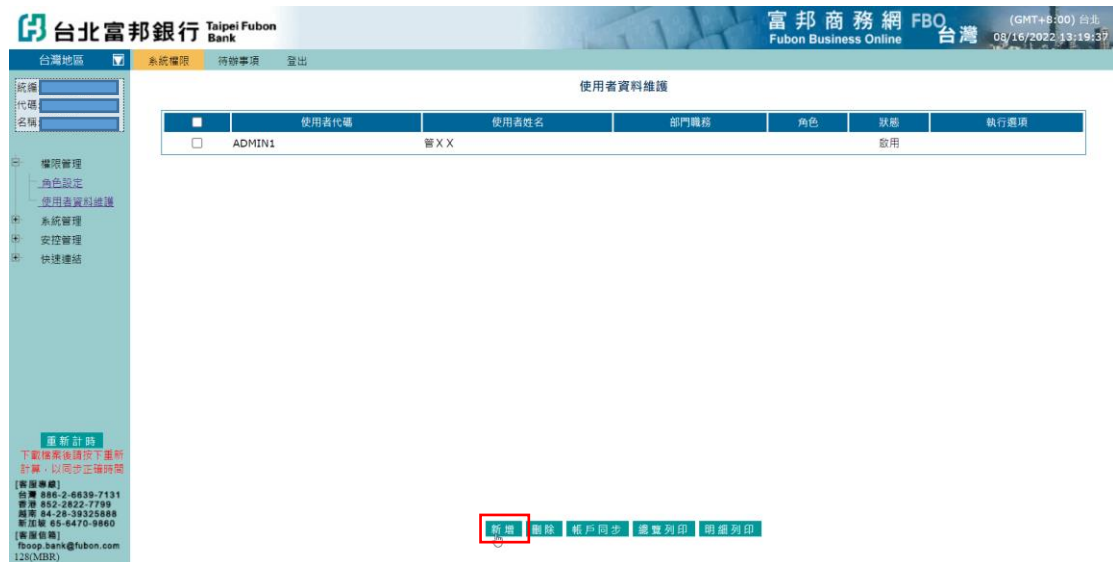 台北富邦銀行 Taipei Fubon Bank
富邦商務網 FBO 台灣
Fubon Business Online
(GMT+8:00) 台北
08/16/2022 13:19:37
台灣地區
系統權限 待辦事項 登出
統編:
代碼:
名稱:
使用者資料維護
使用者代碼 使用者姓名 部門職務 角色 狀態 執行選項
ADMIN1 管ＸＸ 啟用
權限管理
角色設定
使用者資料維護
系統管理
安控管理
快速連結
重新計時
下載檔案後請按下重新
計算，以同步正確時間
[客服專線]
台灣 886-2-6639-7131
香港 852-2822-7799
越南 84-28-39325888
新加坡 65-6470-9860
[客服信箱]
fboop.bank@fubon.com
128(MBR)
新增 刪除 帳戶同步 總覽列印 明細列印